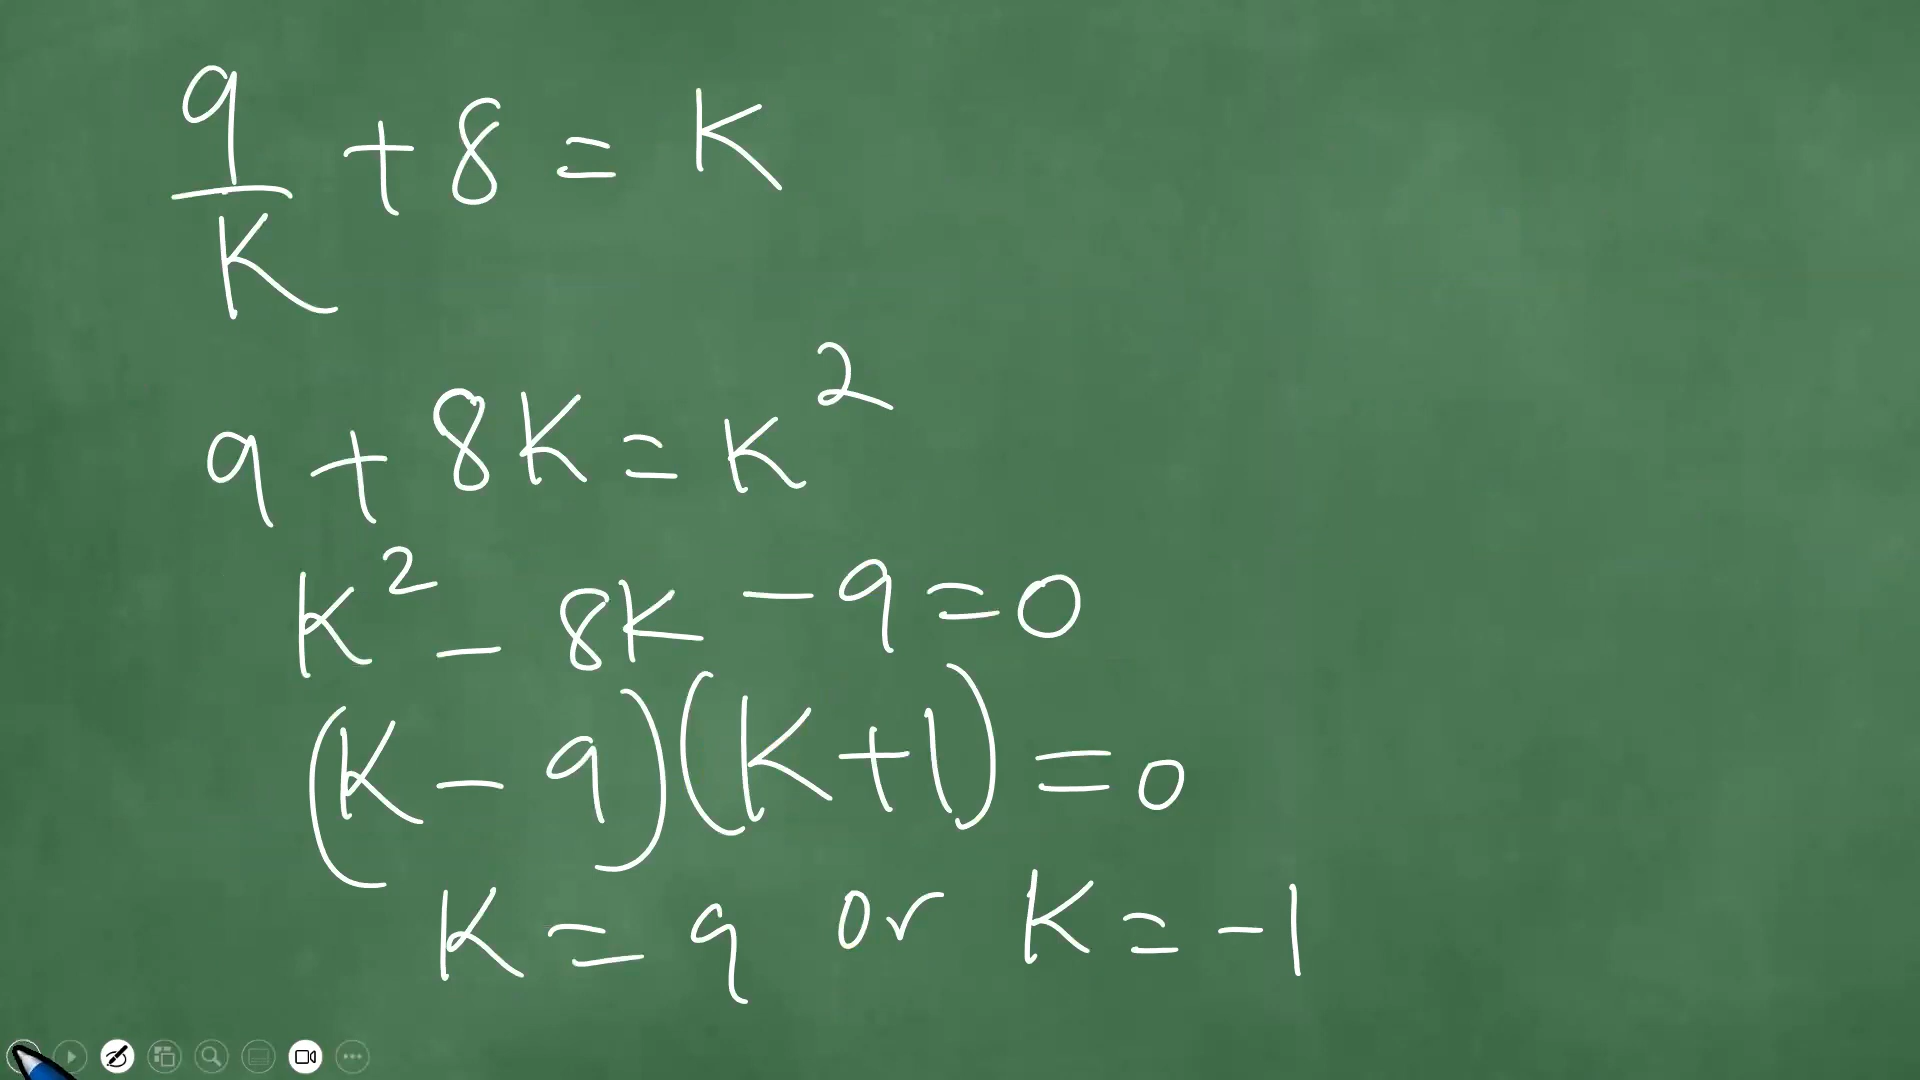 9/K + 8 = K
9 + 8K = K²
K² - 8K - 9 = 0
(K - 9)(K + 1) = 0
K = 9 or K = -1